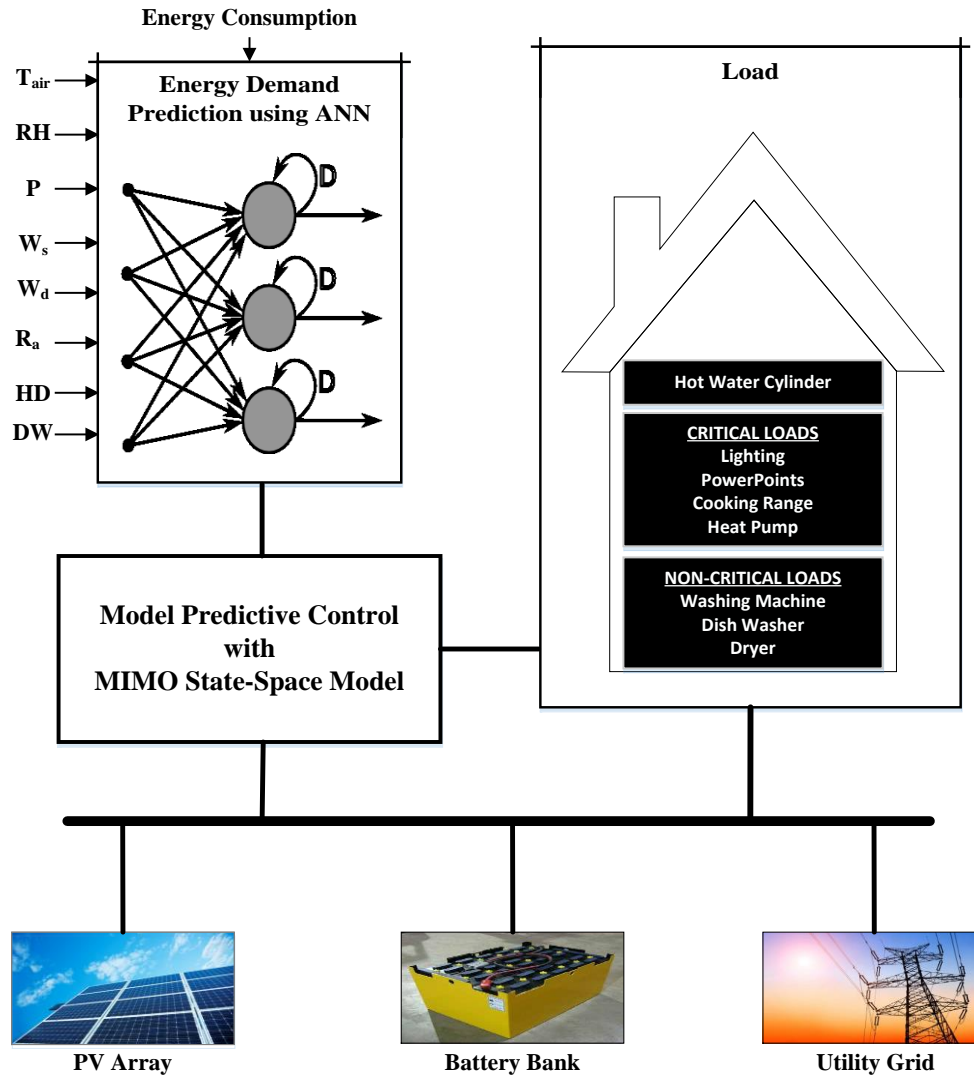 Energy Consumption
T_air
RH
P
W_s
W_d
R_a
HD
DW
Energy Demand
Prediction using ANN
D
D
D
Load
Hot Water Cylinder
CRITICAL LOADS
Lighting
PowerPoints
Cooking Range
Heat Pump
NON-CRITICAL LOADS
Washing Machine
Dish Washer
Dryer
Model Predictive Control
with
MIMO State-Space Model
PV Array
Battery Bank
Utility Grid